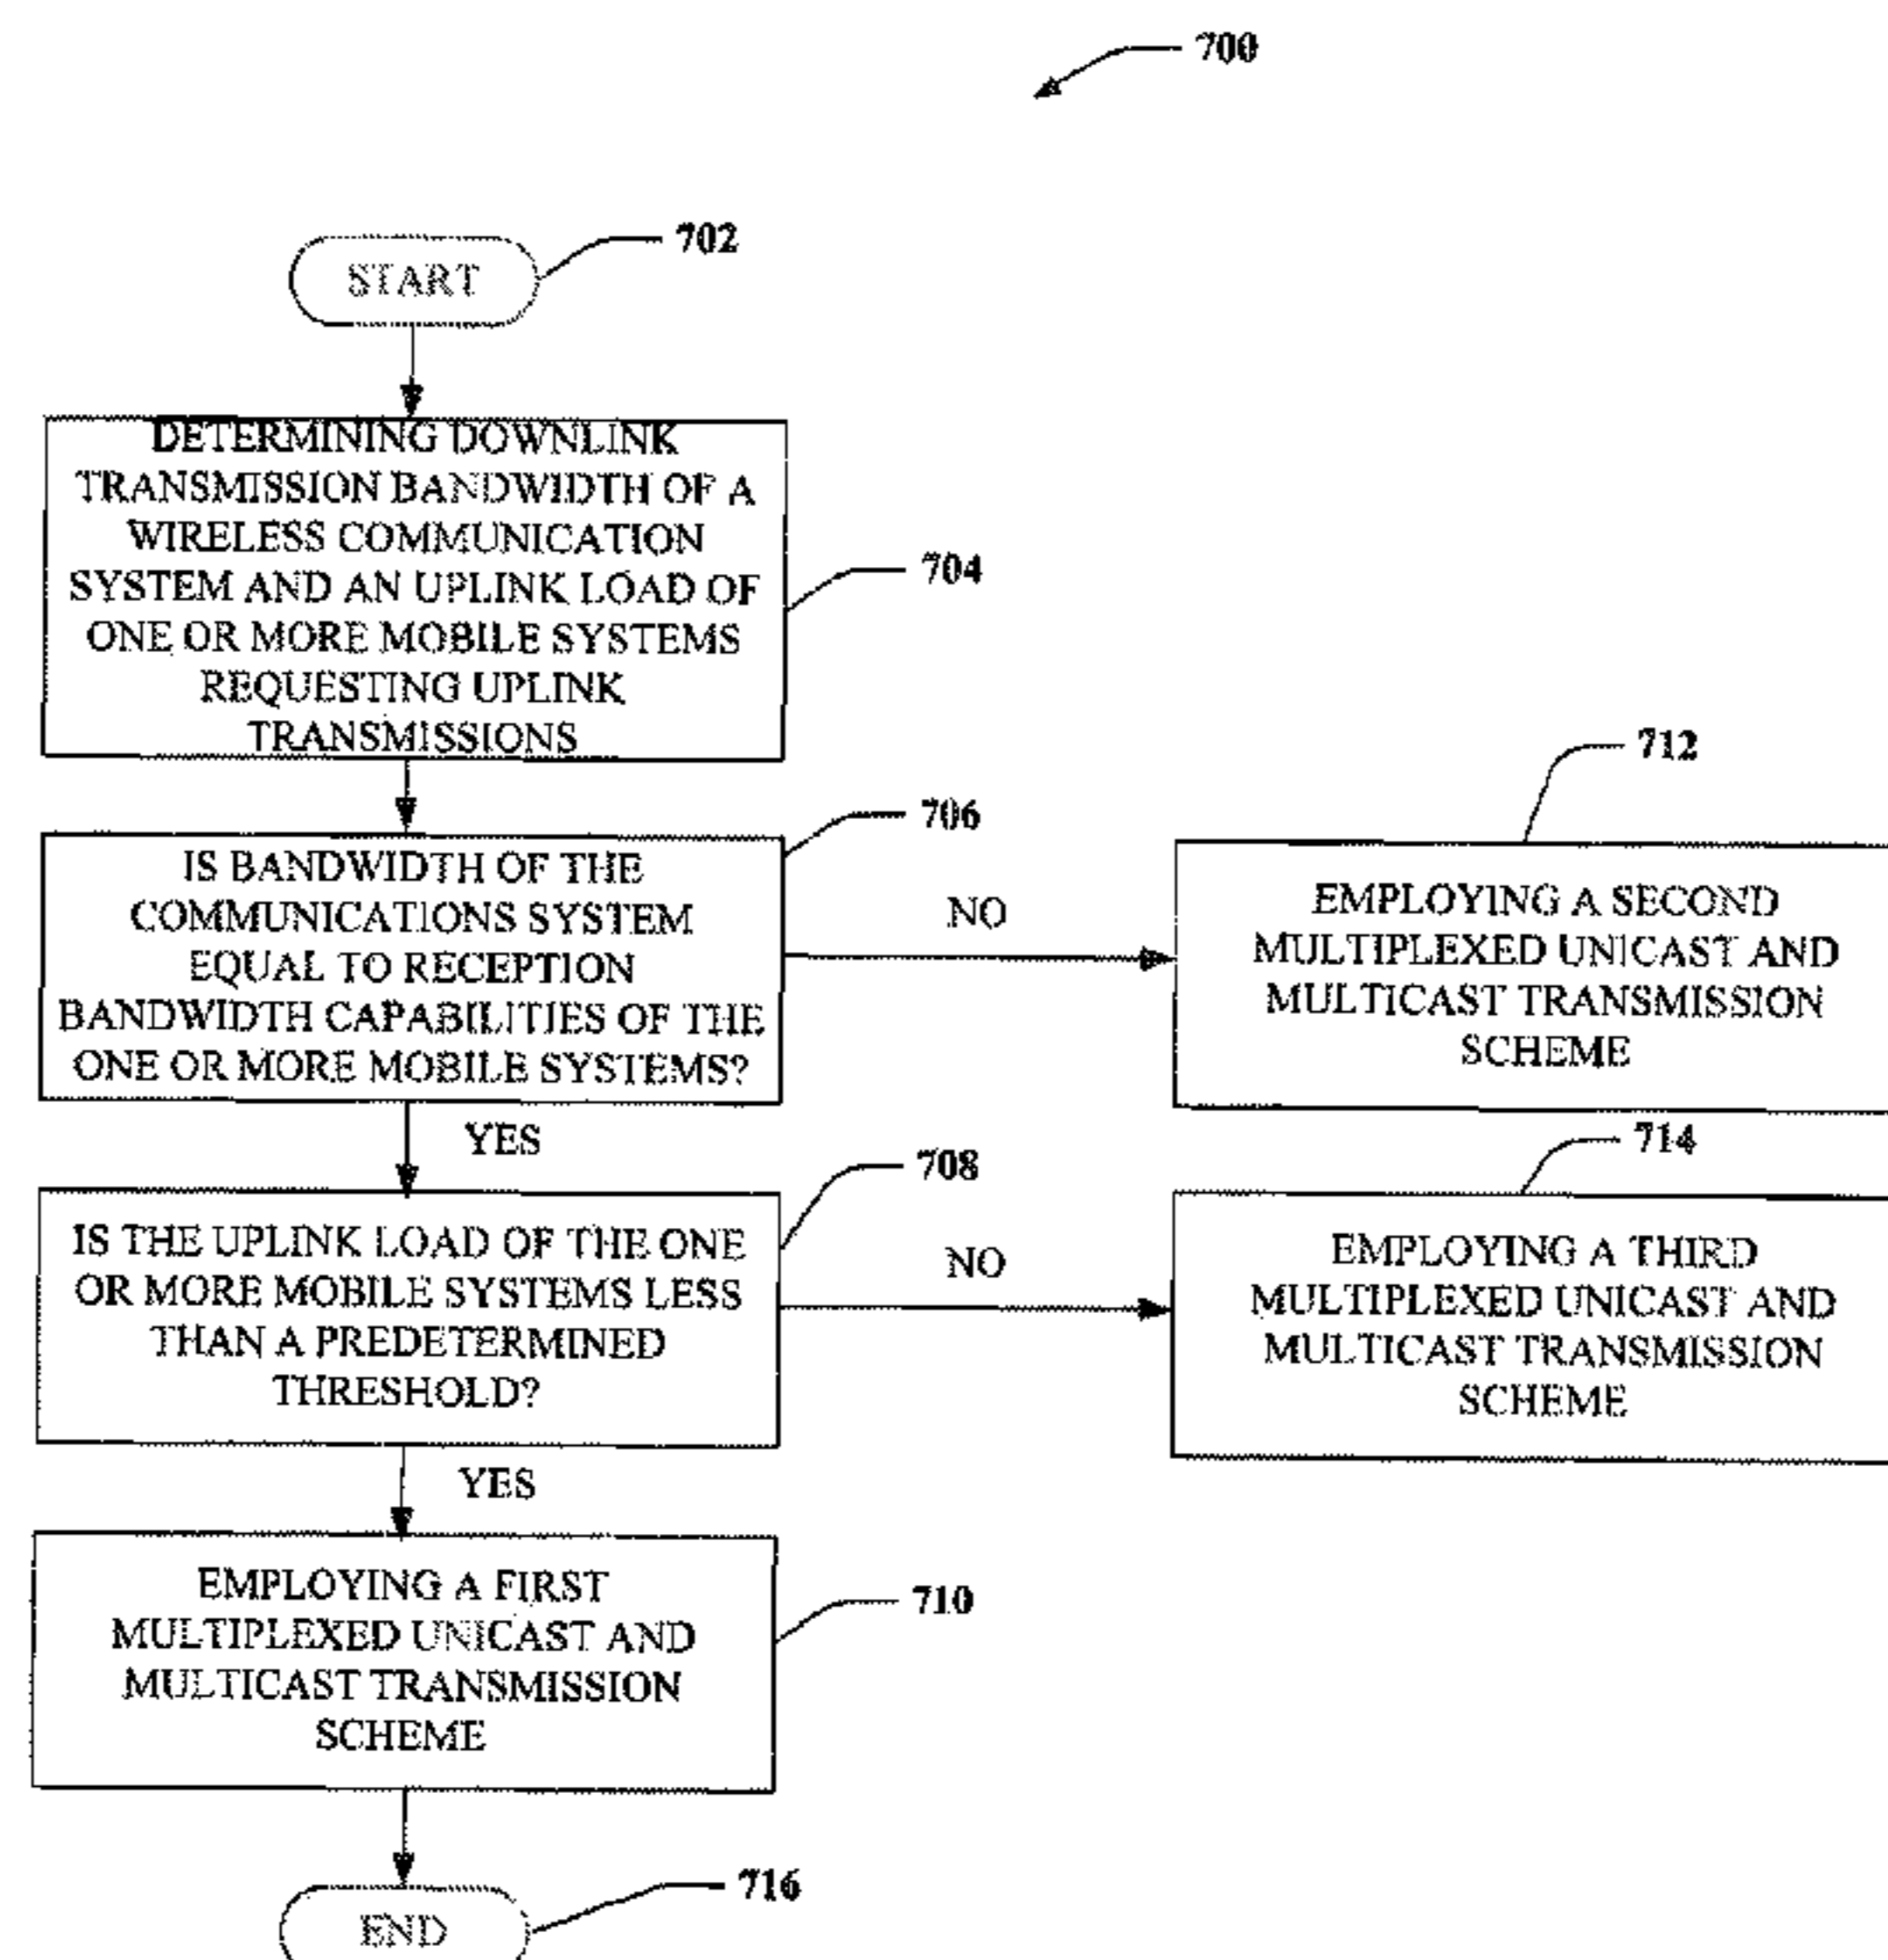 700
702
START
DETERMINING DOWNLINK
TRANSMISSION BANDWIDTH OF A
WIRELESS COMMUNICATION
SYSTEM AND AN UPLINK LOAD OF
ONE OR MORE MOBILE SYSTEMS
REQUESTING UPLINK
TRANSMISSIONS
704
706
IS BANDWIDTH OF THE
COMMUNICATIONS SYSTEM
EQUAL TO RECEPTION
BANDWIDTH CAPABILITIES OF THE
ONE OR MORE MOBILE SYSTEMS?
NO
712
EMPLOYING A SECOND
MULTIPLEXED UNICAST AND
MULTICAST TRANSMISSION
SCHEME
YES
708
IS THE UPLINK LOAD OF THE ONE
OR MORE MOBILE SYSTEMS LESS
THAN A PREDETERMINED
THRESHOLD?
NO
714
EMPLOYING A THIRD
MULTIPLEXED UNICAST AND
MULTICAST TRANSMISSION
SCHEME
YES
EMPLOYING A FIRST
MULTIPLEXED UNICAST AND
MULTICAST TRANSMISSION
SCHEME
710
716
END